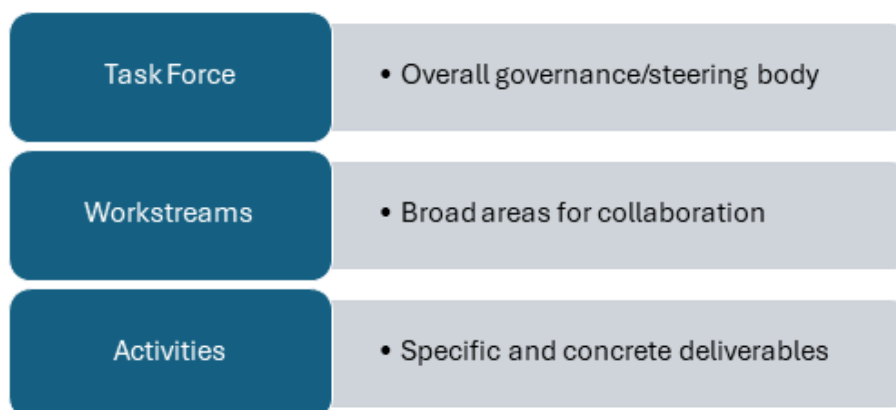 Task Force
• Overall governance/steering body
Workstreams
• Broad areas for collaboration
Activities
• Specific and concrete deliverables